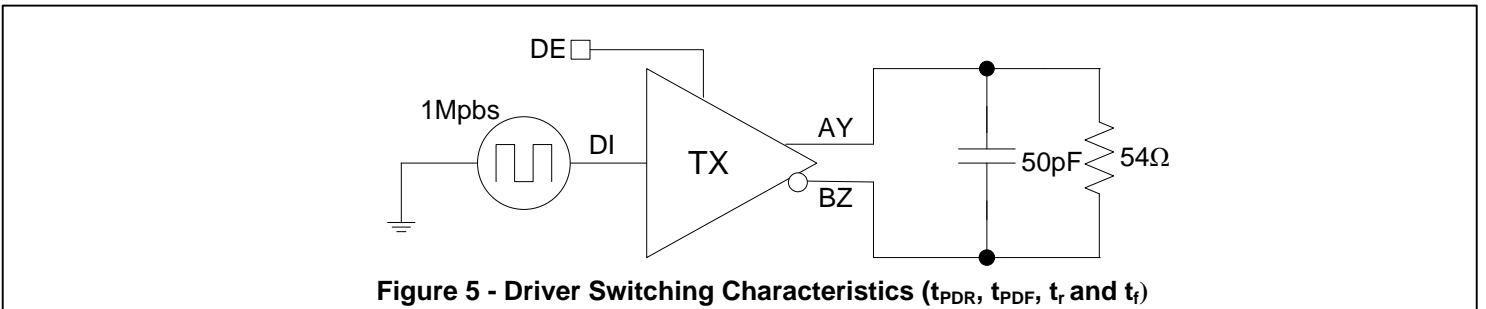 DE
1Mpbs
DI
TX
AY
BZ
50pF
54Ω
Figure 5 - Driver Switching Characteristics (tPDR, tPDF, tr and tf)